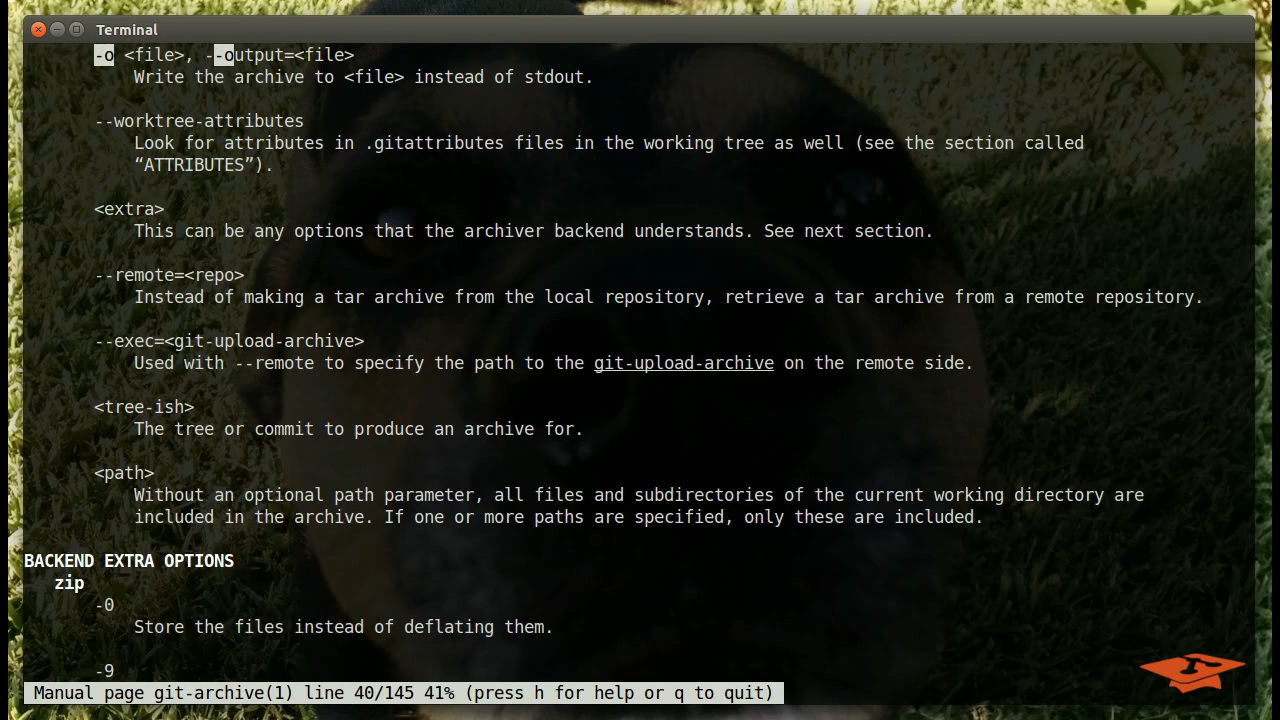 Terminal
-o <file>, --output=<file>
Write the archive to <file> instead of stdout.
--worktree-attributes
Look for attributes in .gitattributes files in the working tree as well (see the section called
“ATTRIBUTES”).
<extra>
This can be any options that the archiver backend understands. See next section.
--remote=<repo>
Instead of making a tar archive from the local repository, retrieve a tar archive from a remote repository.
--exec=<git-upload-archive>
Used with --remote to specify the path to the git-upload-archive on the remote side.
<tree-ish>
The tree or commit to produce an archive for.
<path>
Without an optional path parameter, all files and subdirectories of the current working directory are
included in the archive. If one or more paths are specified, only these are included.
BACKEND EXTRA OPTIONS
zip
-0
Store the files instead of deflating them.
-9
Manual page git-archive(1) line 40/145 41% (press h for help or q to quit)